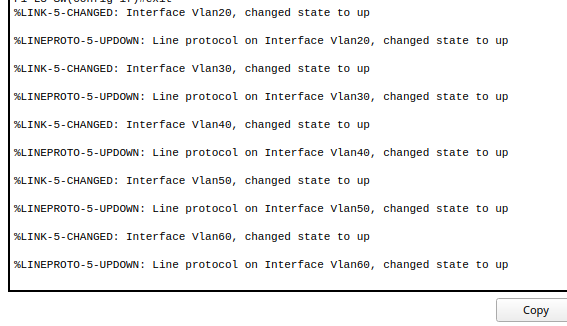 %LINK-5-CHANGED: Interface Vlan20, changed state to up
%LINEPROTO-5-UPDOWN: Line protocol on Interface Vlan20, changed state to up
%LINK-5-CHANGED: Interface Vlan30, changed state to up
%LINEPROTO-5-UPDOWN: Line protocol on Interface Vlan30, changed state to up
%LINK-5-CHANGED: Interface Vlan40, changed state to up
%LINEPROTO-5-UPDOWN: Line protocol on Interface Vlan40, changed state to up
%LINK-5-CHANGED: Interface Vlan50, changed state to up
%LINEPROTO-5-UPDOWN: Line protocol on Interface Vlan50, changed state to up
%LINK-5-CHANGED: Interface Vlan60, changed state to up
%LINEPROTO-5-UPDOWN: Line protocol on Interface Vlan60, changed state to up
Copy